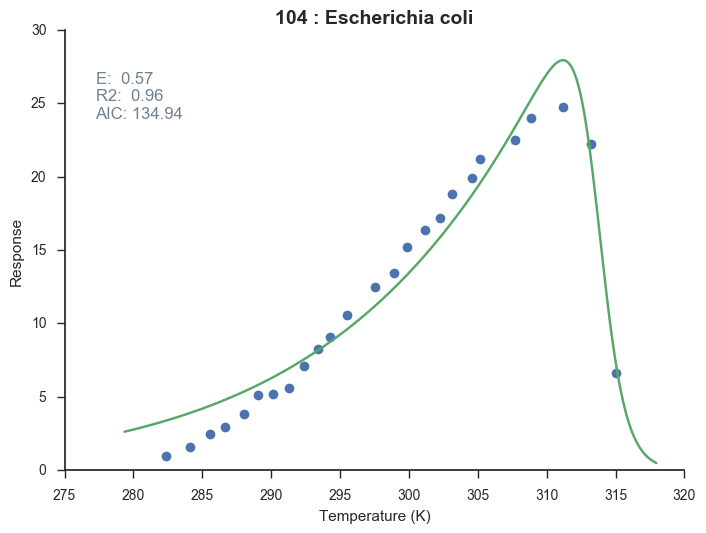 104 : Escherichia coli
E: 0.57
R2: 0.96
AIC: 134.94
Response
30
25
20
15
10
5
0
275 280 285 290 295 300 305 310 315 320
Temperature (K)